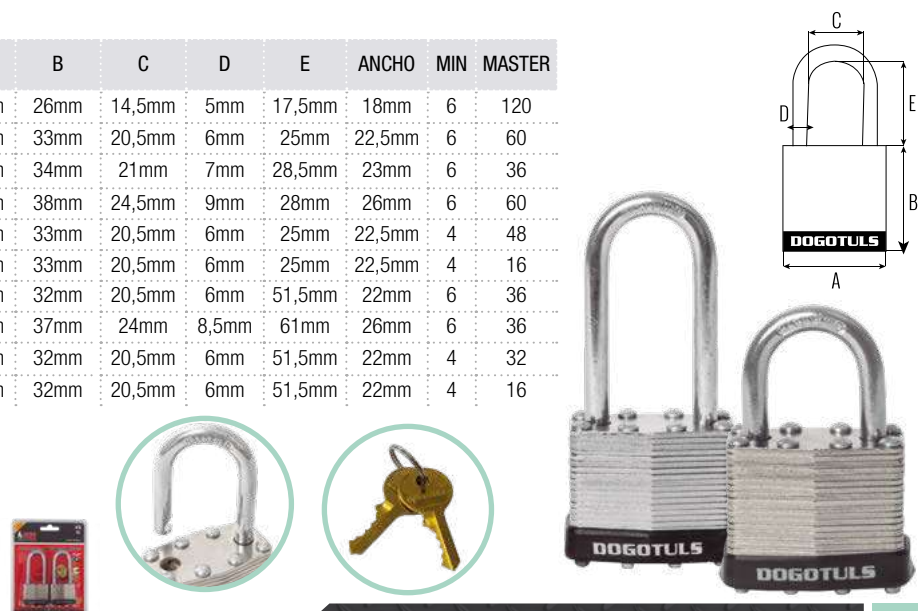 B C D E ANCHO MIN MASTER
m 26mm 14,5mm 5mm 17,5mm 18mm 6 120
m 33mm 20,5mm 6mm 25mm 22,5mm 6 60
m 34mm 21mm 7mm 28,5mm 23mm 6 36
m 38mm 24,5mm 9mm 28mm 26mm 6 60
m 33mm 20,5mm 6mm 25mm 22,5mm 4 48
m 33mm 20,5mm 6mm 25mm 22,5mm 4 16
m 32mm 20,5mm 6mm 51,5mm 22mm 6 36
m 37mm 24mm 8,5mm 61mm 26mm 6 36
m 32mm 20,5mm 6mm 51,5mm 22mm 4 32
m 32mm 20,5mm 6mm 51,5mm 22mm 4 16
C
E
D
B
DOGOTULS
A
DOGOTULS
DOGOTULS